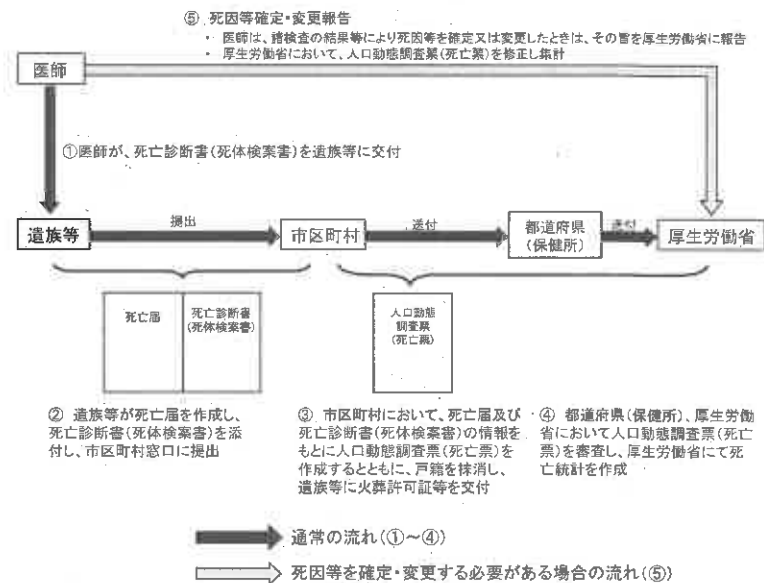 ⑤ 死因等確定・変更報告
・ 医師は、諸検査の結果等により死因等を確定又は変更したときは、その旨を厚生労働省に報告
・ 厚生労働省において、人口動態調査票(死亡票)を修正し集計
医師
①医師が、死亡診断書(死体検案書)を遺族等に交付
遺族等
提出
市区町村
送付
都道府県
(保健所)
送付
厚生労働省
死亡届
死亡診断書
(死体検案書)
人口動態
調査票
(死亡票)
② 遺族等が死亡届を作成し、
死亡診断書(死体検案書)を添
付し、市区町村窓口に提出
③ 市区町村において、死亡届及び
死亡診断書(死体検案書)の情報を
もとに人口動態調査票(死亡票)を
作成するとともに、戸籍を抹消し、
遺族等に火葬許可証等を交付
④ 都道府県(保健所)、厚生労働
省において人口動態調査票(死亡
票)を審査し、厚生労働省にて死
亡統計を作成
通常の流れ(①～④)
死因等を確定・変更する必要がある場合の流れ(⑤)